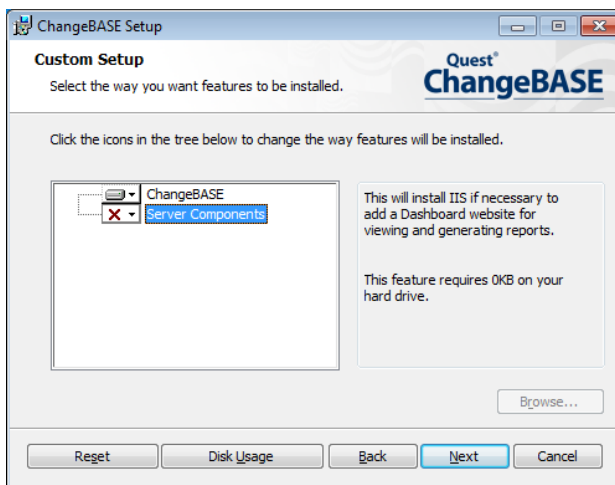 ChangeBASE Setup
Custom Setup
Select the way you want features to be installed.
Quest®
ChangeBASE
Click the icons in the tree below to change the way features will be installed.
ChangeBASE
Server Components
This will install IIS if necessary to
add a Dashboard website for
viewing and generating reports.
This feature requires 0KB on your
hard drive.
Browse...
Reset
Disk Usage
Back
Next
Cancel